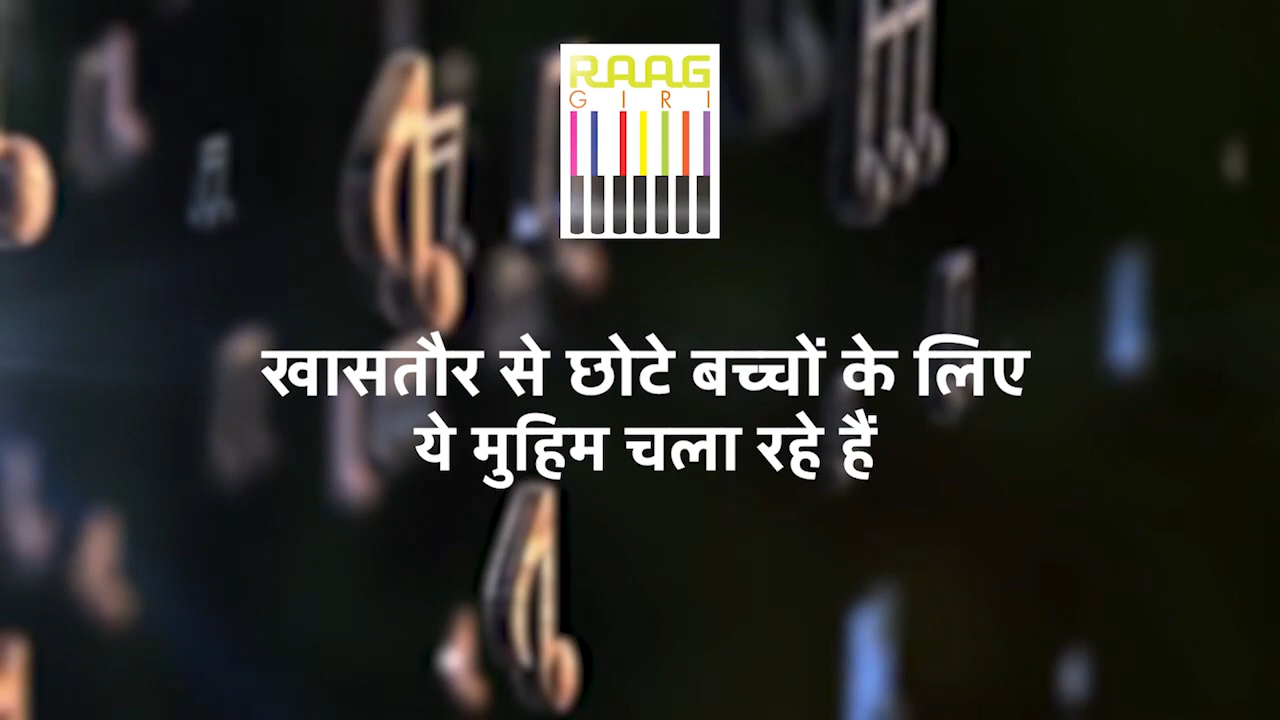 RAAG
GIRI
खासतौर से छोटे बच्चों के लिए
ये मुहिम चला रहे हैं